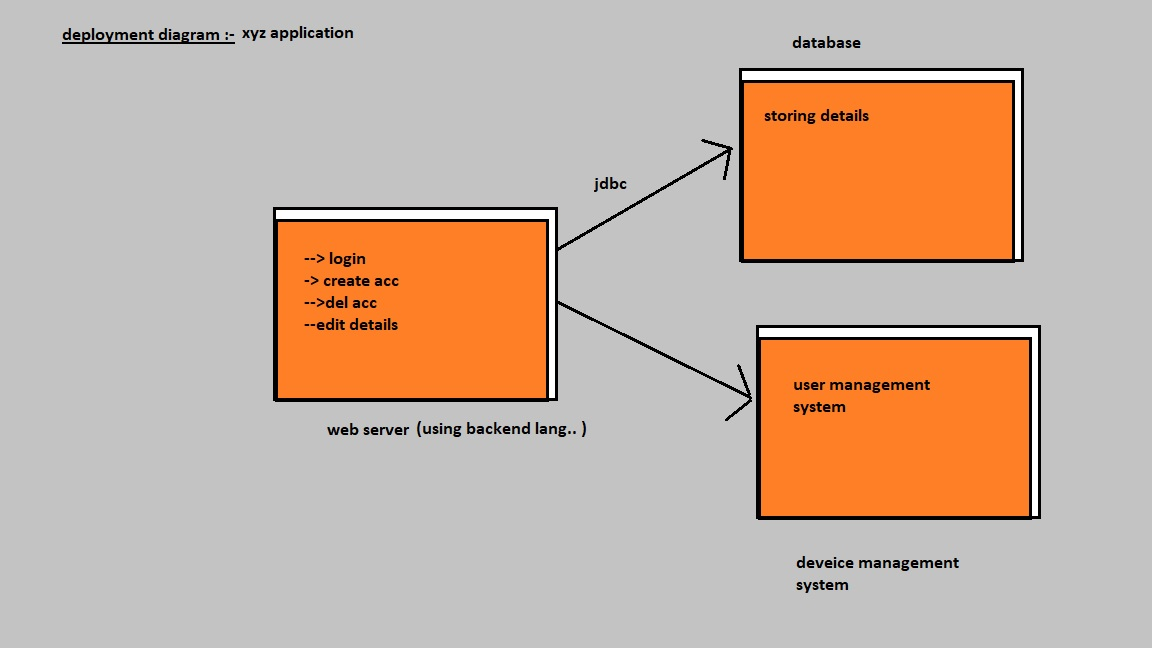 deployment diagram :- xyz application
database
storing details
jdbc
--> login
-> create acc
-->del acc
--edit details
web server (using backend lang.. )
user management
system
deveice management
system